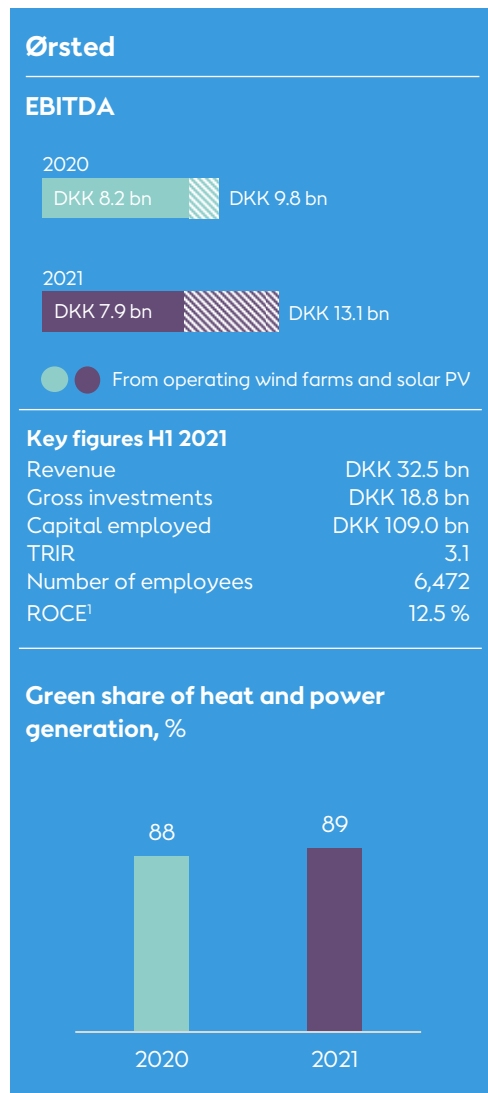 Ørsted
EBITDA
2020
DKK 8.2 bn DKK 9.8 bn
2021
DKK 7.9 bn DKK 13.1 bn
From operating wind farms and solar PV
Key figures H1 2021
Revenue DKK 32.5 bn
Gross investments DKK 18.8 bn
Capital employed DKK 109.0 bn
TRIR 3.1
Number of employees 6,472
ROCE¹ 12.5 %
Green share of heat and power
generation, %
88 89
2020 2021